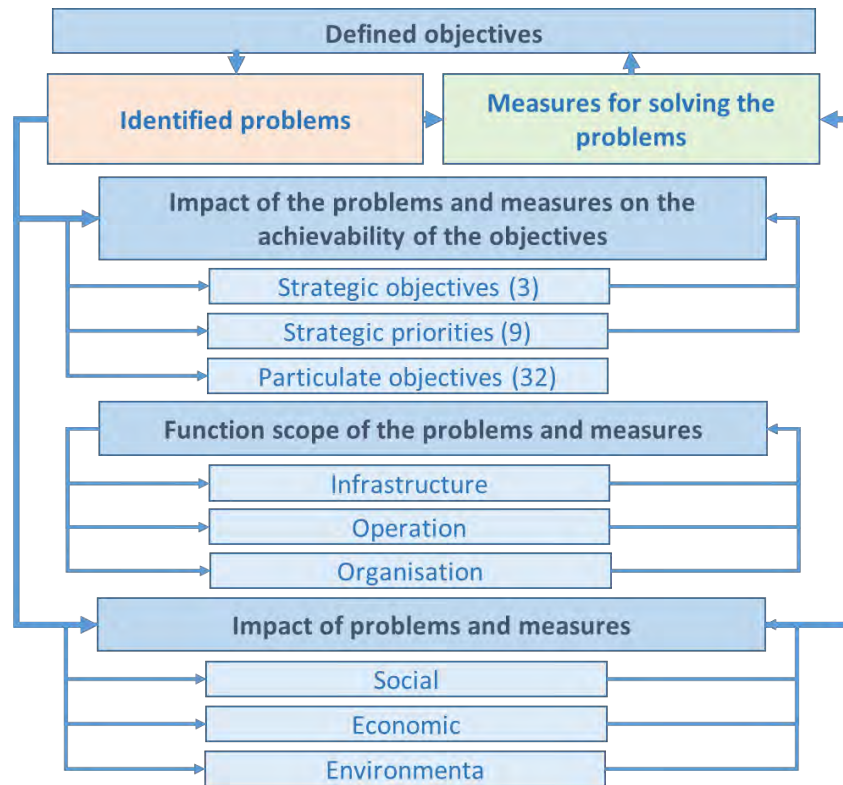 Defined objectives
Identified problems
Measures for solving the
problems
Impact of the problems and measures on the
achievability of the objectives
Strategic objectives (3)
Strategic priorities (9)
Particulate objectives (32)
Function scope of the problems and measures
Infrastructure
Operation
Organisation
Impact of problems and measures
Social
Economic
Environmenta